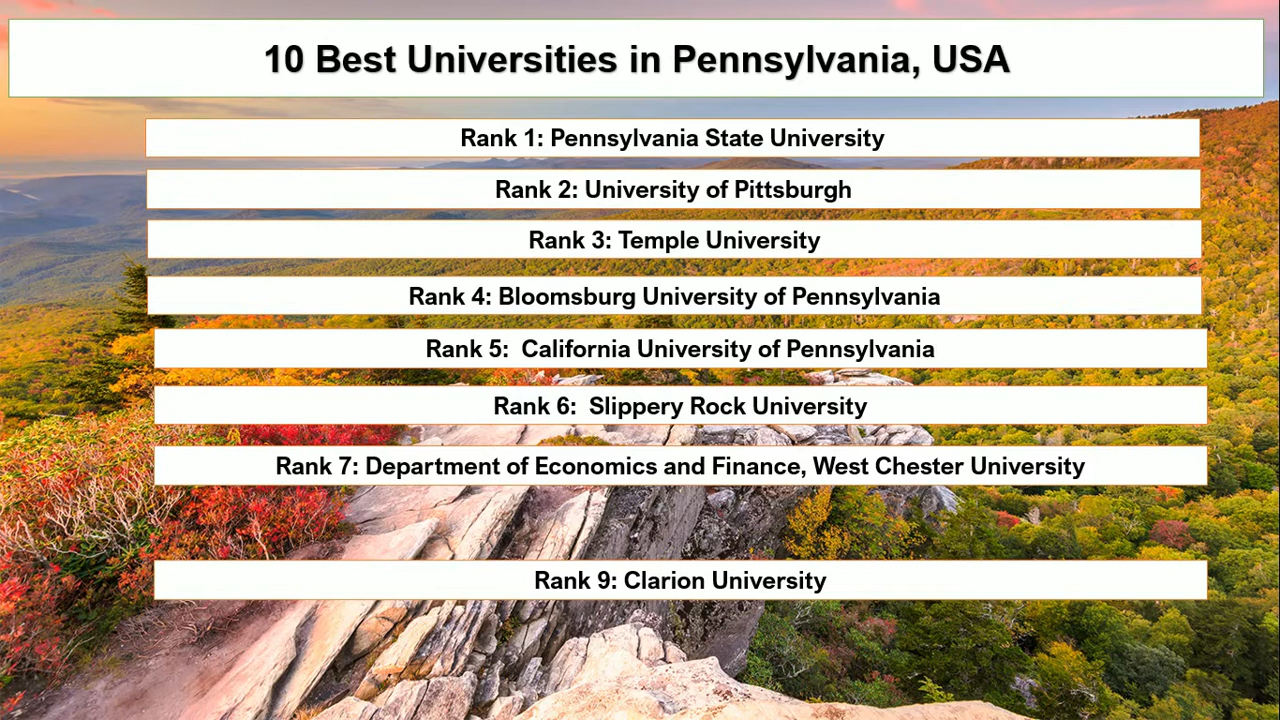 10 Best Universities in Pennsylvania, USA
Rank 1: Pennsylvania State University
Rank 2: University of Pittsburgh
Rank 3: Temple University
Rank 4: Bloomsburg University of Pennsylvania
Rank 5:  California University of Pennsylvania
Rank 6:  Slippery Rock University
Rank 7: Department of Economics and Finance, West Chester University
Rank 9: Clarion University